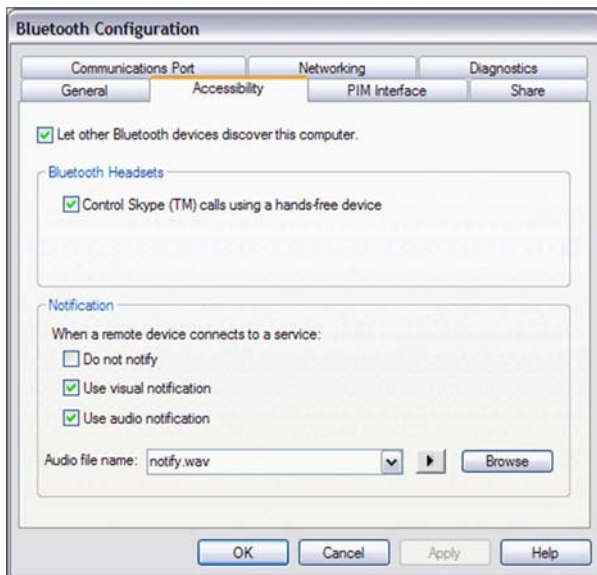 Bluetooth Configuration
Communications Port Networking Diagnostics
General Accessibility PIM Interface Share
Let other Bluetooth devices discover this computer.
Bluetooth Headsets
Control Skype (TM) calls using a hands-free device
Notification
When a remote device connects to a service:
Do not notify
Use visual notification
Use audio notification
Audio file name: notify.wav Browse
OK Cancel Apply Help